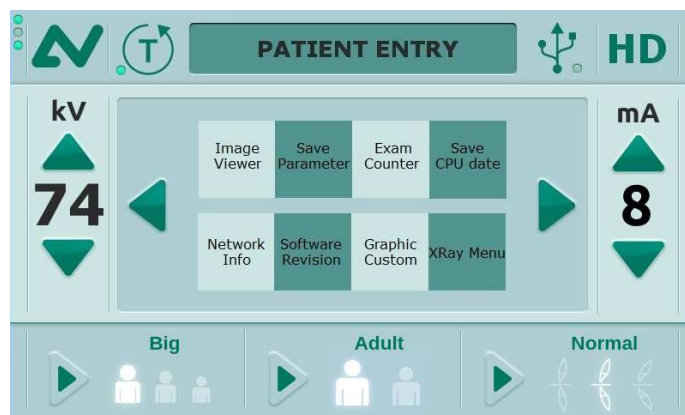 T
PATIENT ENTRY
HD
kV
74
mA
8
Image
Viewer
Save
Parameter
Exam
Counter
Save
CPU date
Network
Info
Software
Revision
Graphic
Custom
XRay Menu
Big
Adult
Normal